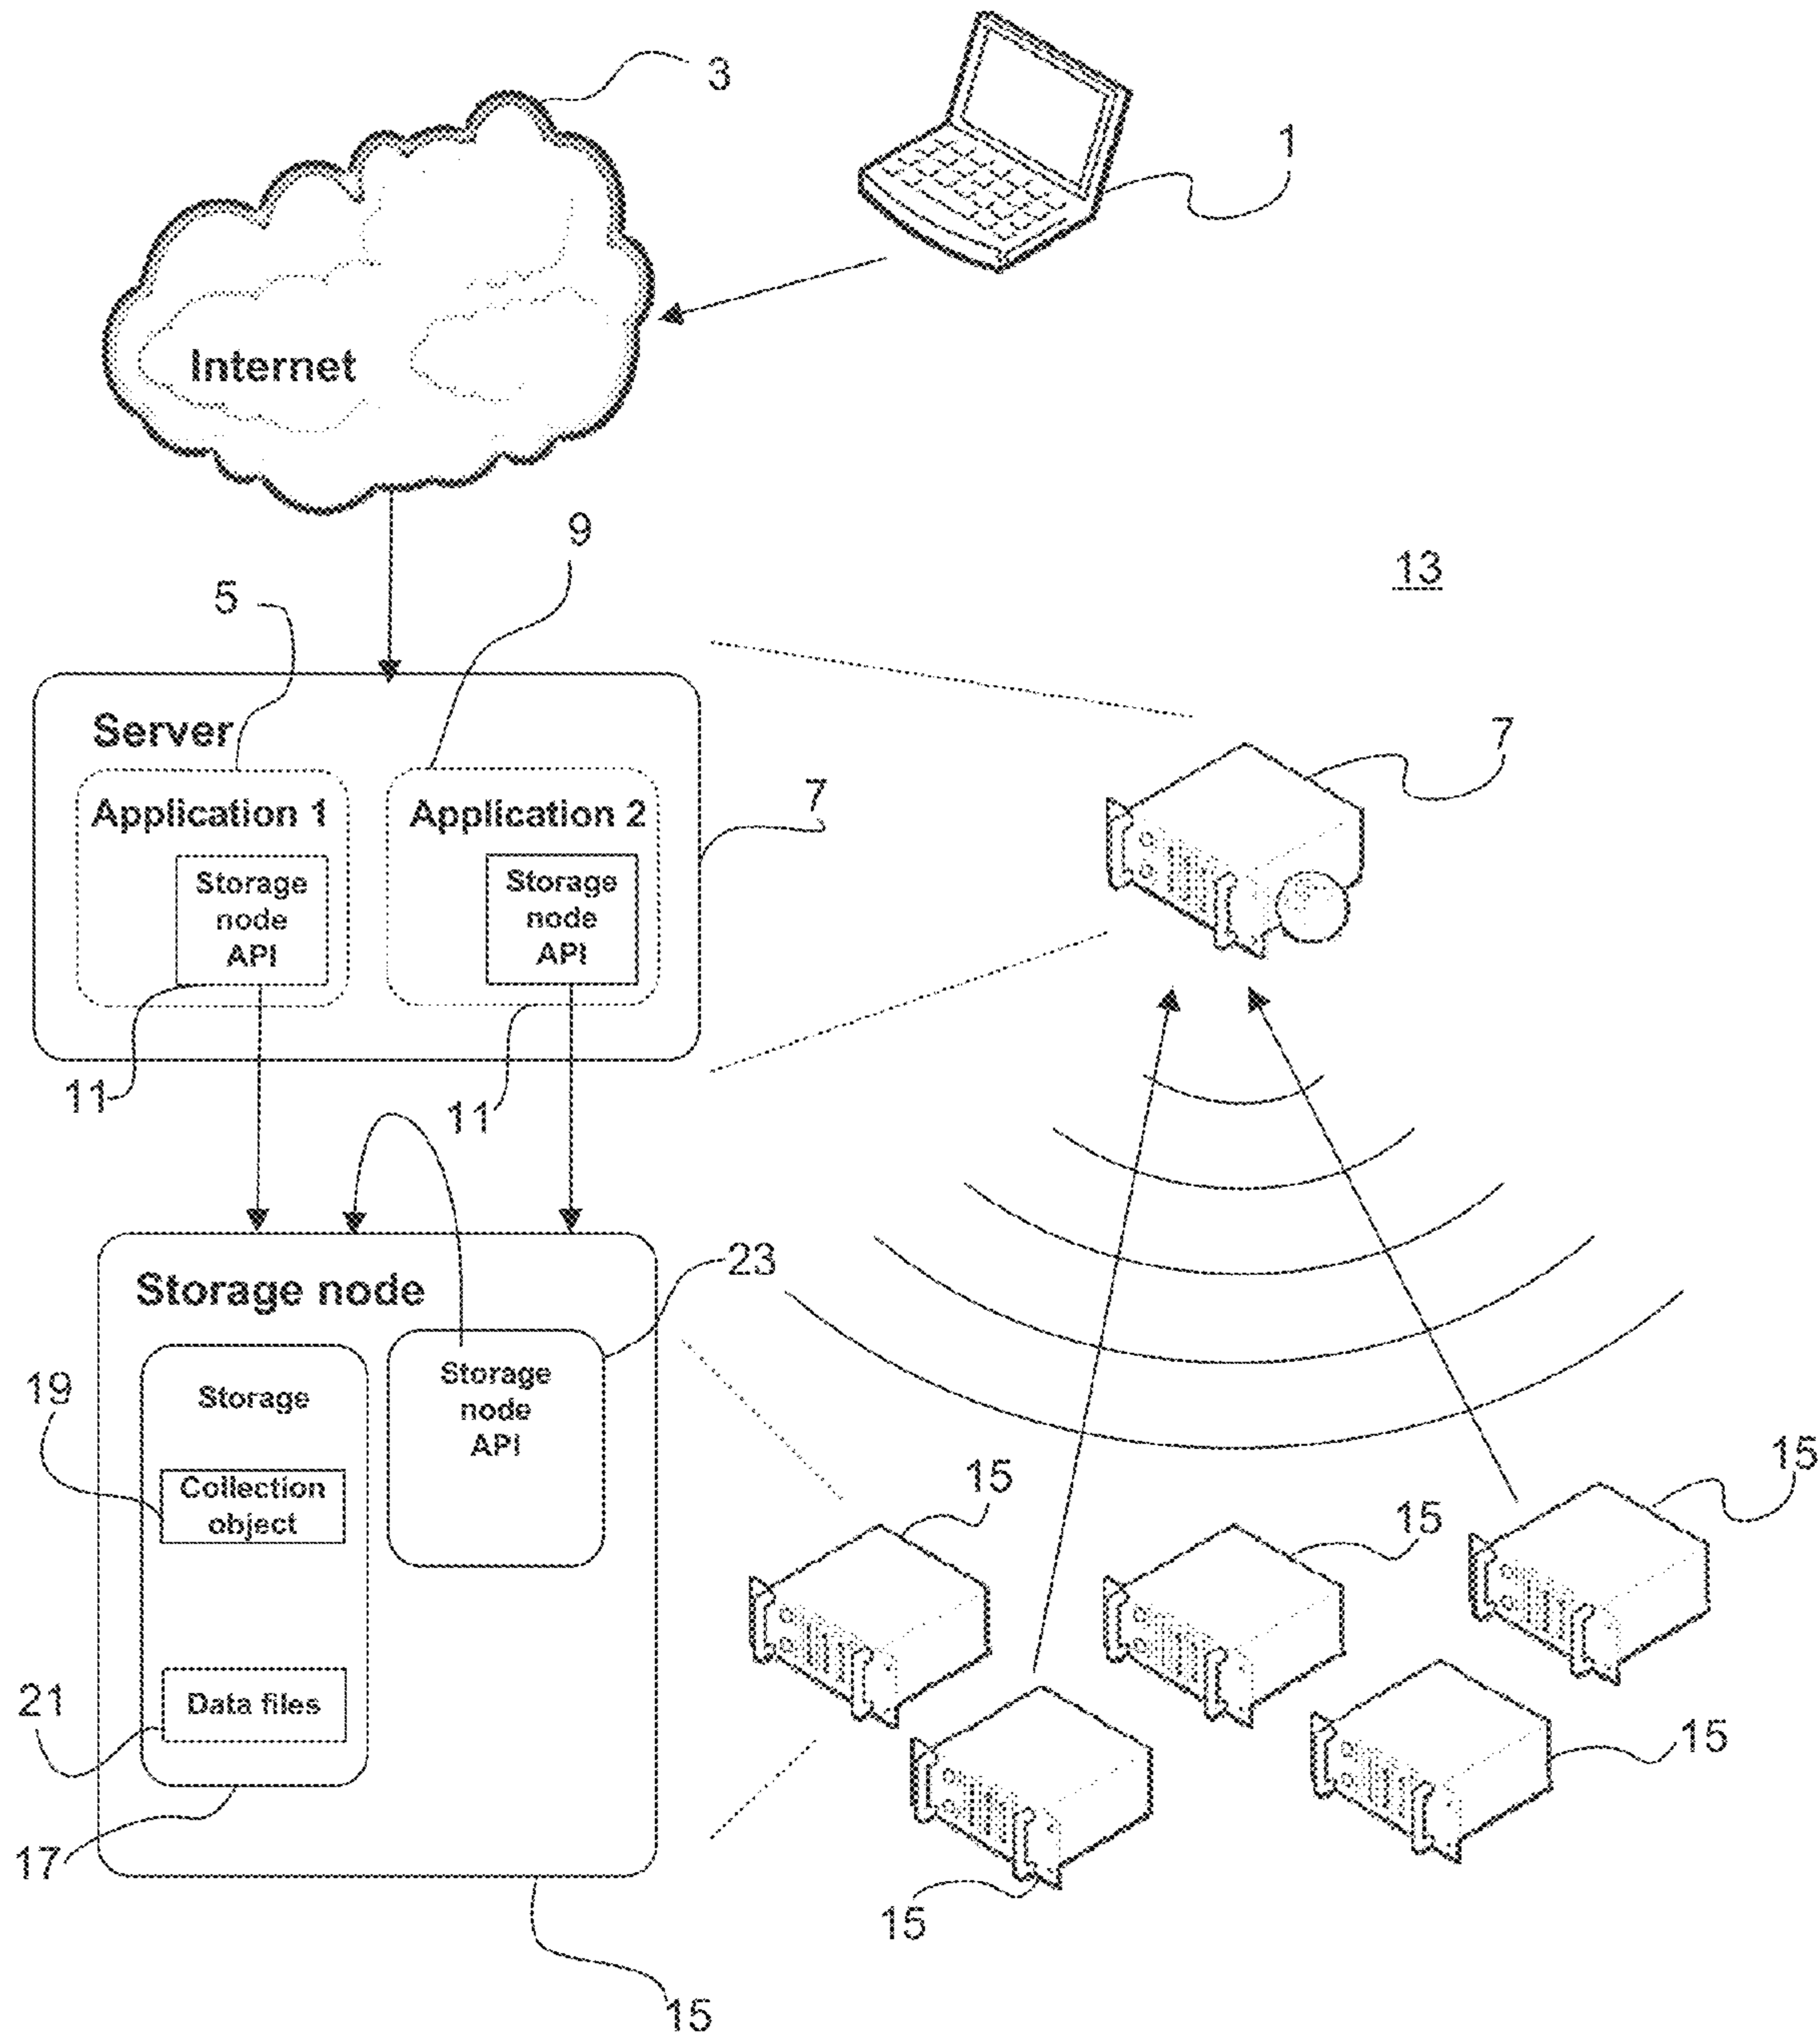 3
1
Internet
9
13
5
Server
7
7
Application 1
Application 2
Storage
node
API
Storage
node
API
11
11
Storage node
23
Storage
Storage
node
API
19
Collection
object
15
15
15
21
Data files
15
17
15
15